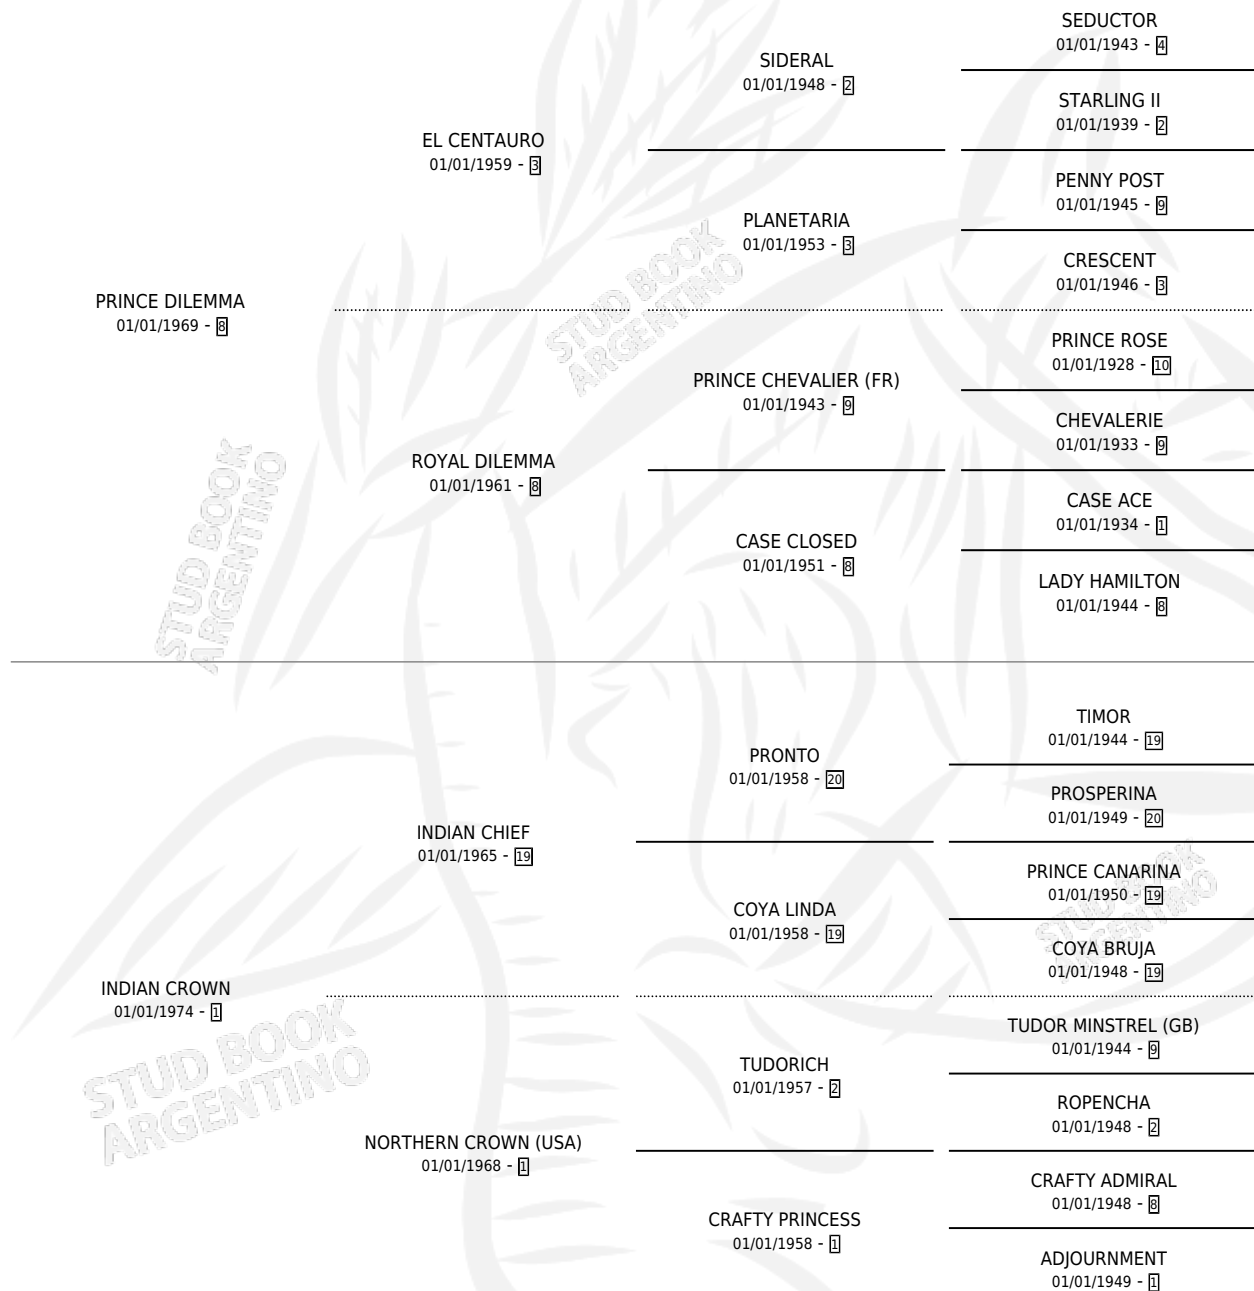 SEDUCTOR
01/01/1943 - 4
SIDERAL
01/01/1948 - 2
STARLING II
01/01/1939 - 2
EL CENTAURO
01/01/1959 - 3
PENNY POST
01/01/1945 - 9
PLANETARIA
01/01/1953 - 3
CRESCENT
01/01/1946 - 3
PRINCE DILEMMA
01/01/1969 - 8
STUD BOOK
ARGENTINO
PRINCE ROSE
01/01/1928 - 10
PRINCE CHEVALIER (FR)
01/01/1943 - 9
CHEVALERIE
01/01/1933 - 9
ROYAL DILEMMA
01/01/1961 - 8
CASE ACE
01/01/1934 - 1
CASE CLOSED
01/01/1951 - 8
LADY HAMILTON
01/01/1944 - 8
STUD BOOK
ARGENTINO
TIMOR
01/01/1944 - 19
PRONTO
01/01/1958 - 20
PROSPERINA
01/01/1949 - 20
INDIAN CHIEF
01/01/1965 - 19
PRINCE CANARINA
01/01/1950 - 19
COYA LINDA
01/01/1958 - 19
STUD BOOK
ARGENTINO
COYA BRUJA
01/01/1948 - 19
INDIAN CROWN
01/01/1974 - 1
STUD BOOK
ARGENTINO
TUDOR MINSTREL (GB)
01/01/1944 - 9
TUDORICH
01/01/1957 - 2
ROPENCHA
01/01/1948 - 2
NORTHERN CROWN (USA)
01/01/1968 - 1
CRAFTY ADMIRAL
01/01/1948 - 8
CRAFTY PRINCESS
01/01/1958 - 1
ADJOURNMENT
01/01/1949 - 1